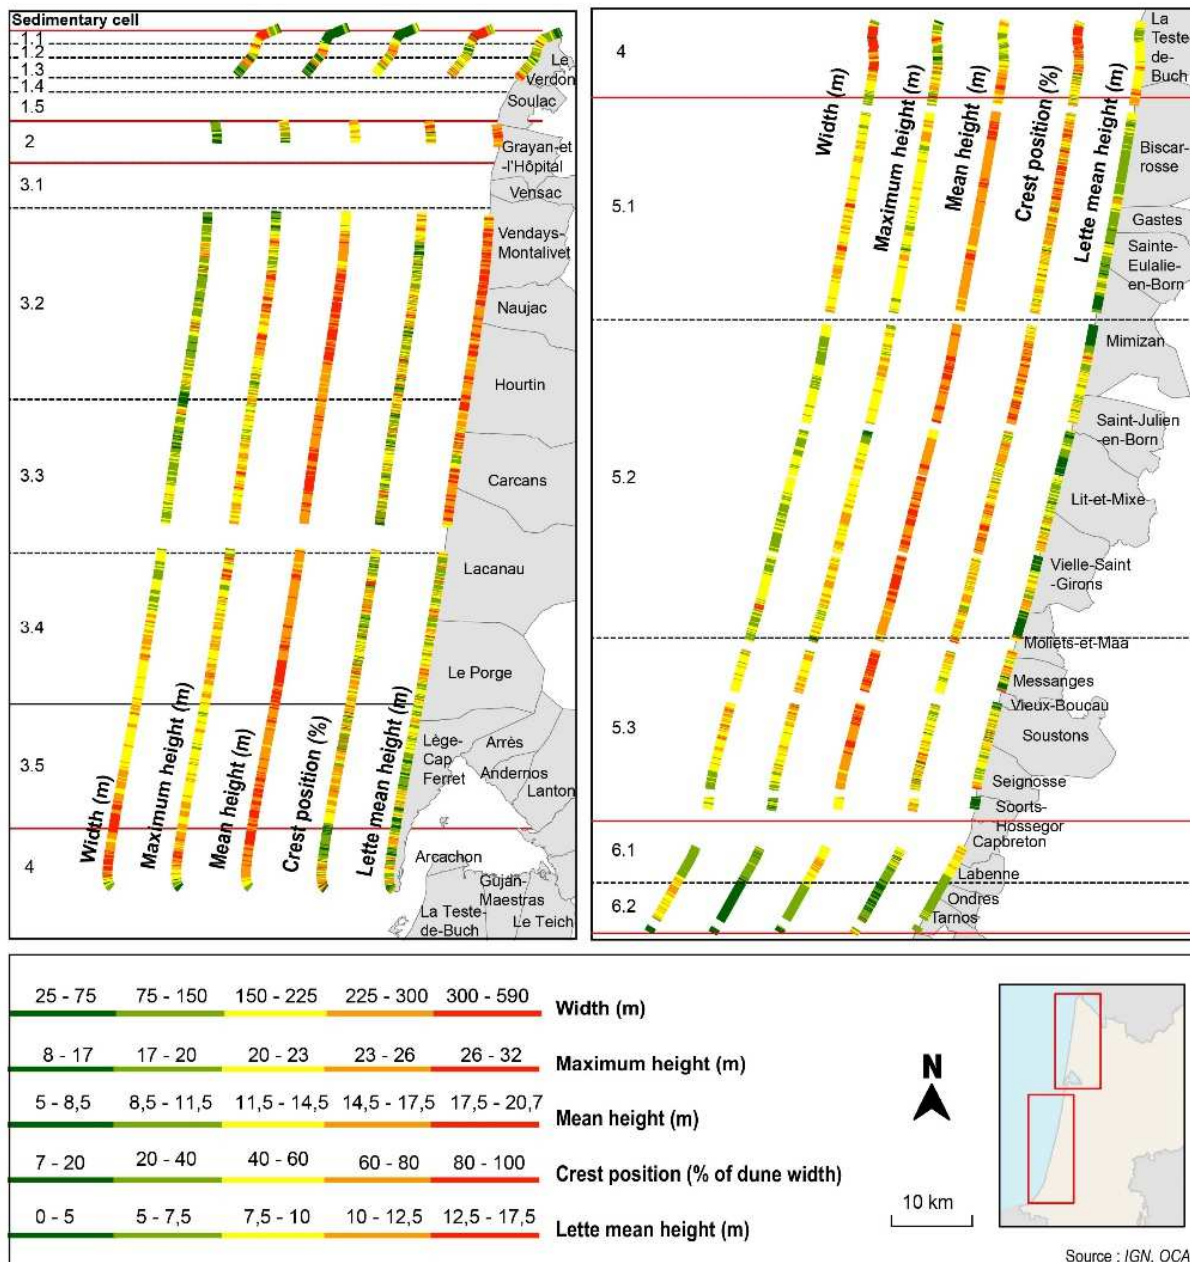 Sedimentary cell
1.1
1.2
1.3
1.4
1.5
2
3.1
3.2
3.3
3.4
3.5
4
Le
Verdon
Soulac
Grayan-et
-l'Hôpital
Vensac
Vendays-
Montalivet
Naujac
Hourtin
Carcans
Lacanau
Le Porge
Lège-
Cap
Ferret
Arrès
Andernos
Lanton
Arcachon
Gujan-
Maestras
La Teste-
de-Buch
Le Teich
Width (m)
Maximum height (m)
Mean height (m)
Crest position (%)
Lette mean height (m)
4
5.1
5.2
5.3
6.1
6.2
Width (m)
Maximum height (m)
Mean height (m)
Crest position (%)
Lette mean height (m)
La
Teste-
de-
Buch
Biscar-
rosse
Gastes
Sainte-
Eulalie-
en-Born
Mimizan
Saint-Julien
-en-Born
Lit-et-Mixe
Vielle-Saint
-Girons
Moliets-et-Maa
Messanges
Vieux-Boucau
Soustons
Seignosse
Soorts-
Hossegor
Capbreton
Labenne
Ondres
Tarnos
25 - 75 75 - 150 150 - 225 225 - 300 300 - 590 Width (m)
8 - 17 17 - 20 20 - 23 23 - 26 26 - 32 Maximum height (m)
5 - 8,5 8,5 - 11,5 11,5 - 14,5 14,5 - 17,5 17,5 - 20,7 Mean height (m)
7 - 20 20 - 40 40 - 60 60 - 80 80 - 100 Crest position (% of dune width)
0 - 5 5 - 7,5 7,5 - 10 10 - 12,5 12,5 - 17,5 Lette mean height (m)
N
10 km
Source : IGN, OCA